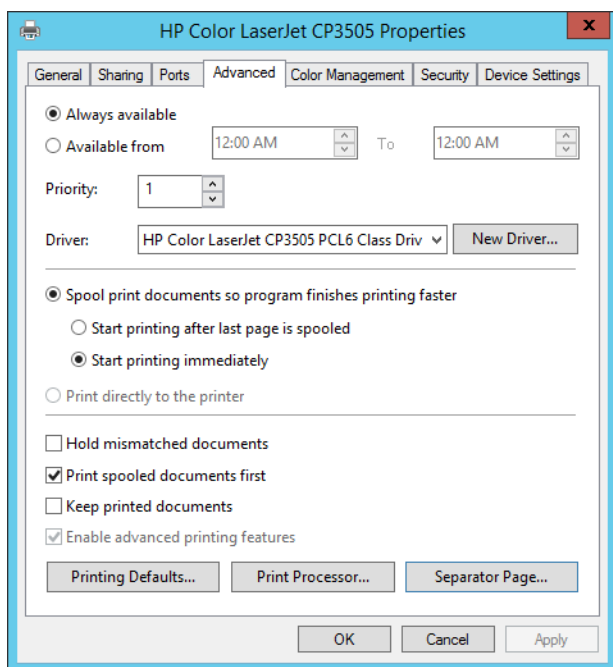 HP Color LaserJet CP3505 Properties
x
General Sharing Ports Advanced Color Management Security Device Settings
Always available
Available from 12:00 AM To 12:00 AM
Priority: 1
Driver: HP Color LaserJet CP3505 PCL6 Class Driv New Driver...
Spool print documents so program finishes printing faster
Start printing after last page is spooled
Start printing immediately
Print directly to the printer
Hold mismatched documents
Print spooled documents first
Keep printed documents
Enable advanced printing features
Printing Defaults... Print Processor... Separator Page...
OK Cancel Apply